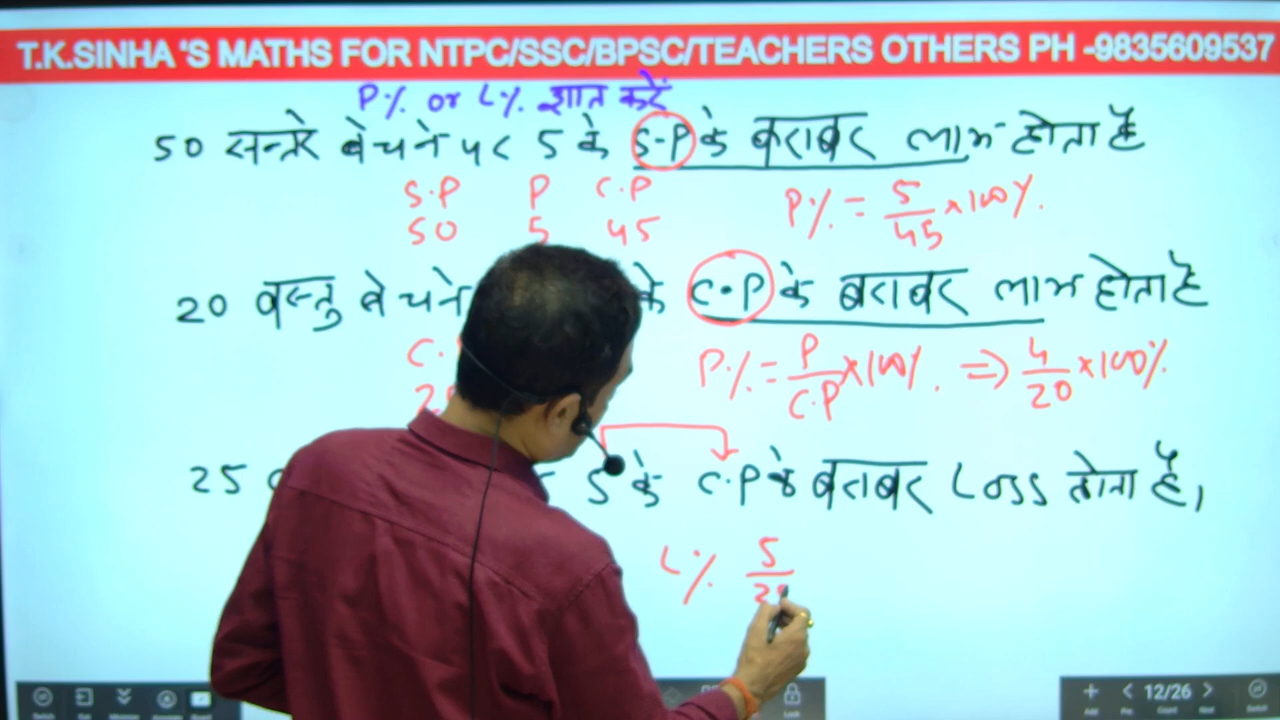 T.K.SINHA 'S MATHS FOR NTPC/SSC/BPSC/TEACHERS OTHERS PH -9835609537
P% or L% ज्ञात करें
50 सन्तरे बेचने पर 5 के S.P के बराबर लाभ होता है
S.P P C.P
50 5 45
P% = 5/45 × 100%.
20 वस्तु बेचने के C.P के बराबर लाभ होता है
P% = P/C.P × 100%. ⇒ 4/20 × 100%
25 5 के C.P के बराबर Loss होता है,
L% 5
12/26